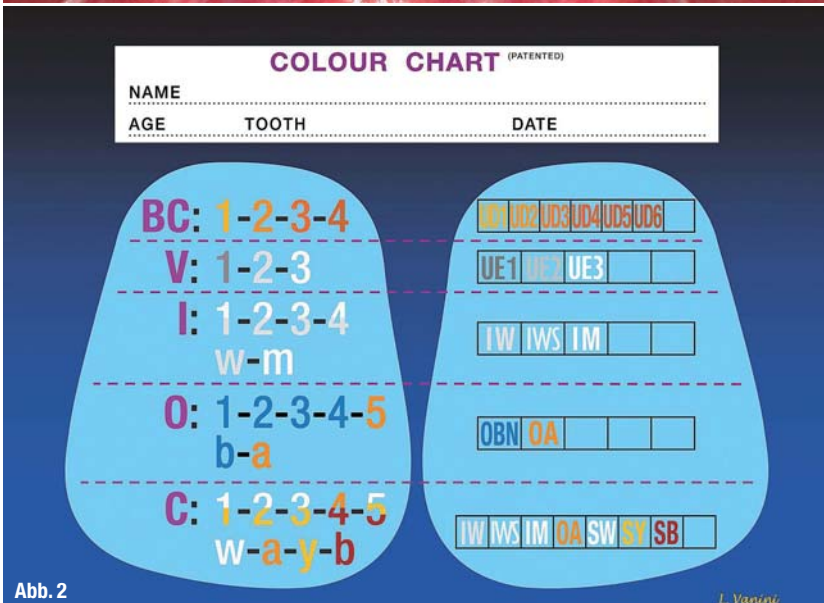 COLOUR CHART (PATENTED)
NAME
AGE TOOTH DATE
BC: 1-2-3-4
UD1 UD2 UD3 UD4 UD5 UD6
V: 1-2-3
UE1 UE2 UE3
I: 1-2-3-4
w-m
IW IWS IM
O: 1-2-3-4-5
b-a
OBN OA
C: 1-2-3-4-5
w-a-y-b
IW IWS IM OA SW SY SB
Abb. 2
L. Vanini